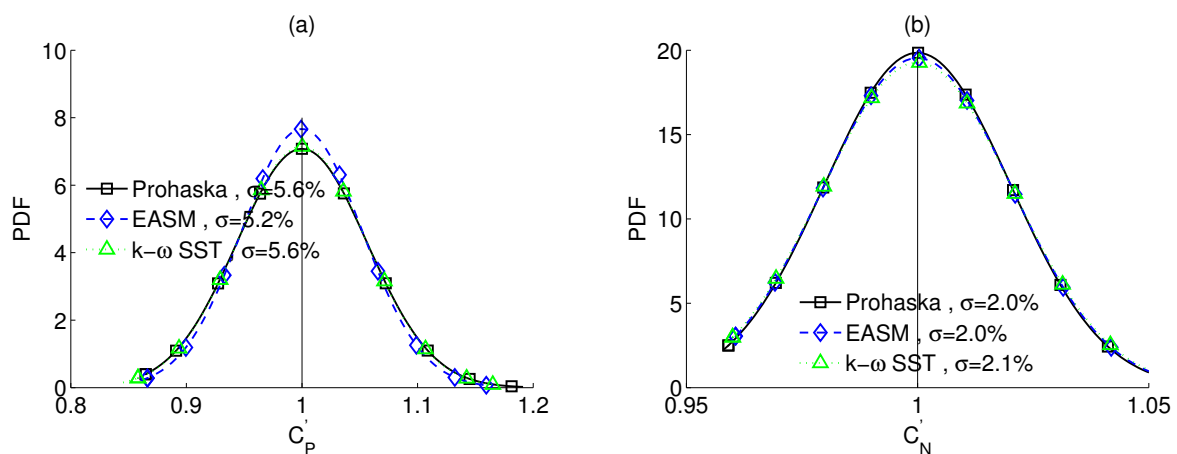 (a)
10
8
6
4
2
0
PDF
Prohaska , σ=5.6%
EASM , σ=5.2%
k−ω SST , σ=5.6%
0.8 0.9 1 1.1 1.2
C'P
(b)
20
15
10
5
0
PDF
Prohaska , σ=2.0%
EASM , σ=2.0%
k−ω SST , σ=2.1%
0.95 1 1.05
C'N